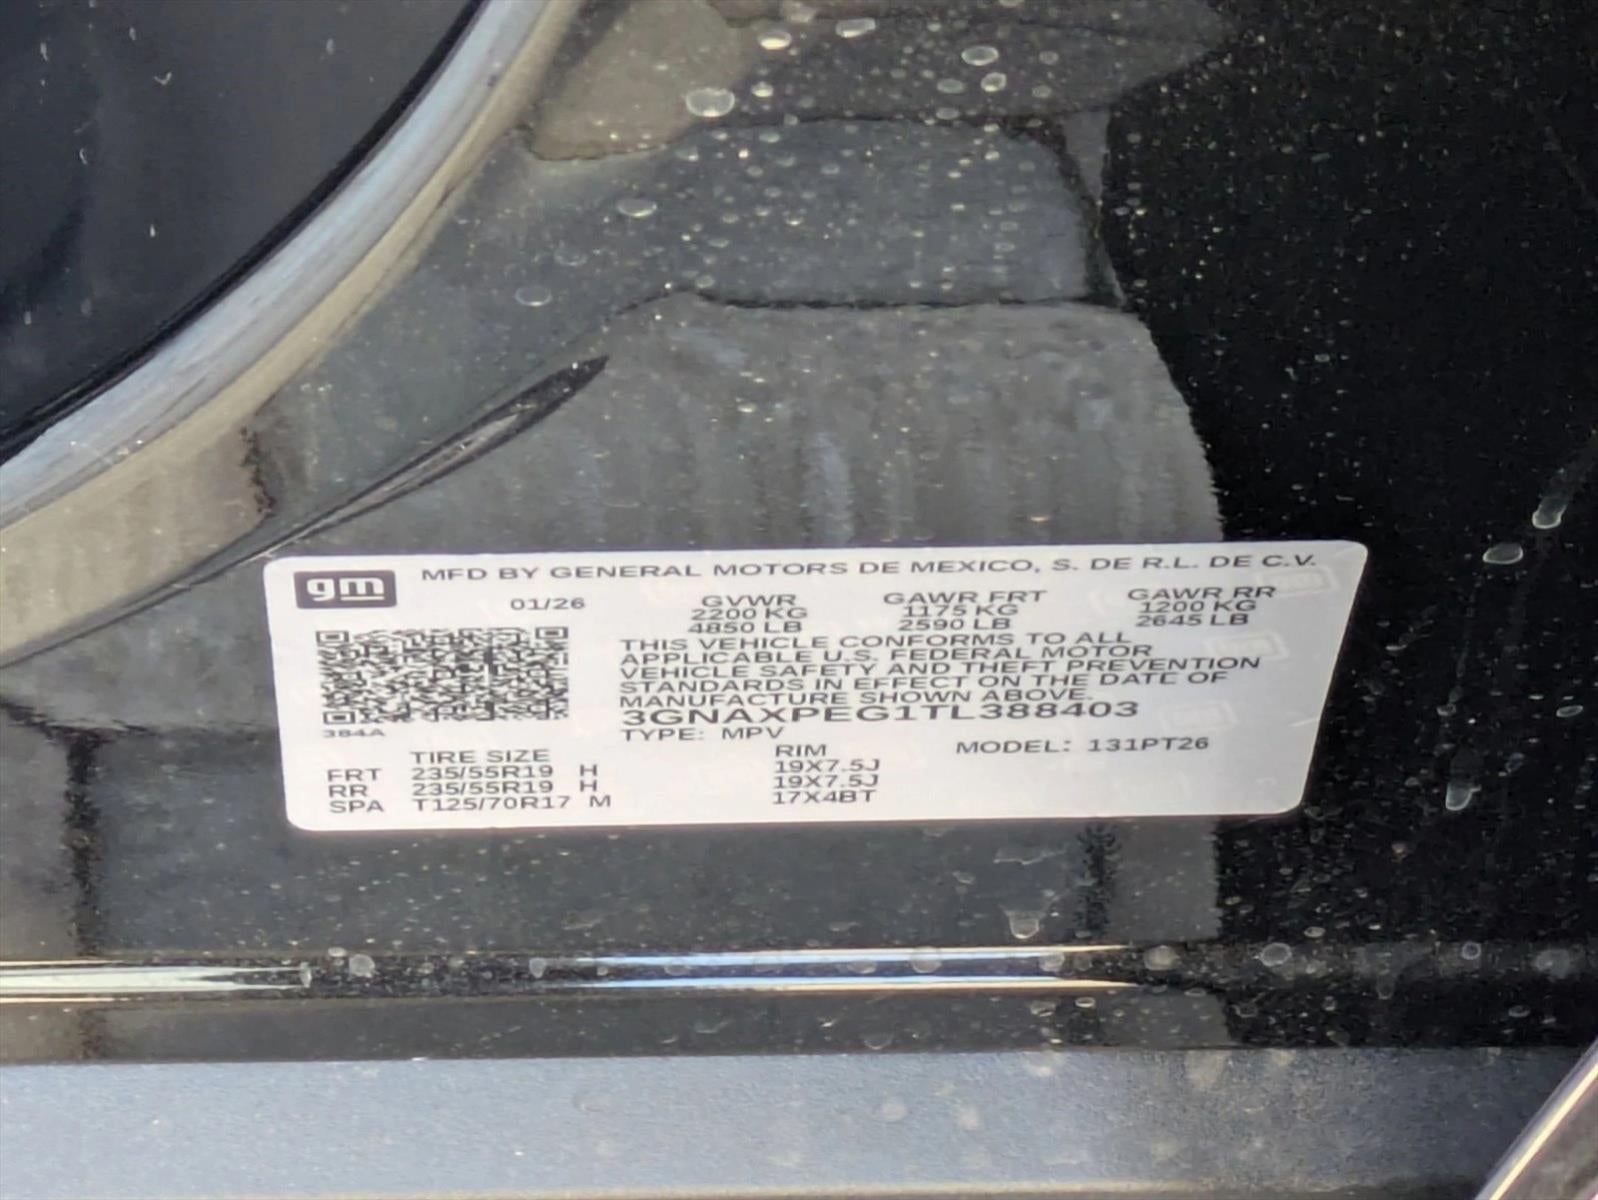 gm MFD BY GENERAL MOTORS DE MEXICO, S. DE R.L. DE C.V.
01/26 GVWR GAWR FRT GAWR RR
2200 KG 1175 KG 1200 KG
4850 LB 2590 LB 2645 LB
THIS VEHICLE CONFORMS TO ALL
APPLICABLE U.S. FEDERAL MOTOR
VEHICLE SAFETY AND THEFT PREVENTION
STANDARDS IN EFFECT ON THE DATE OF
MANUFACTURE SHOWN ABOVE.
3GNAXPEG1TL388403
384A
TYPE: MPV
TIRE SIZE RIM MODEL: 131PT26
FRT 235/55R19 H 19X7.5J
RR 235/55R19 H 19X7.5J
SPA T125/70R17 M 17X4BT